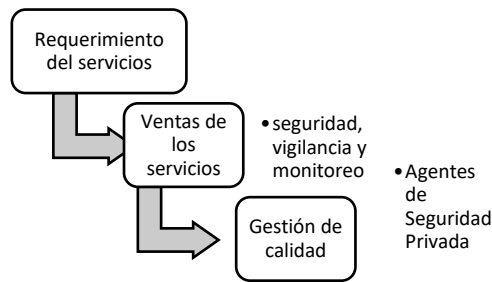 Requerimiento
del servicios
Ventas de
los
servicios
•seguridad,
vigilancia y
monitoreo
•Agentes
de
Seguridad
Privada
Gestión de
calidad